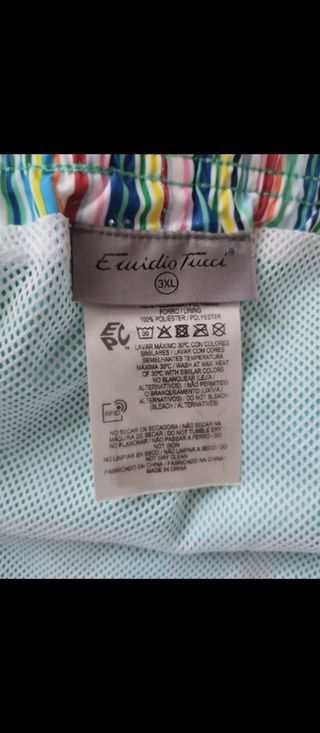 Emidio Tucci®
3XL
FORRO / LINING
100% POLIÉSTER / POLYESTER
EPC
30
LAVAR MÁXIMO 30ºC CON COLORES
SIMILARES / LAVAR COM CORES
SEMELHANTES TEMPERATURA
MÁXIMA 30ºC / WASH AT MAX. HEAT
OF 30ºC WITH SIMILAR COLORS
NO BLANQUEAR (LEJÍA /
ALTERNATIVOS) / NÃO PERMITIDO
O BRANQUEAMENTO (LIXÍVIA /
ALTERNATIVAS) / DO NOT BLEACH
(BLEACH / ALTERNATIVES)
RFID
NO SECAR EN SECADORA / NÃO SECAR NA
MÁQUINA DE SECAR / DO NOT TUMBLE DRY
NO PLANCHAR / NÃO PASSAR A FERRO / DO
NOT IRON
NO LIMPIAR EN SECO / NÃO LIMPAR A SECO / DO
NOT DRY CLEAN
FABRICADO EN CHINA / FABRICADO NA CHINA /
MADE IN CHINA